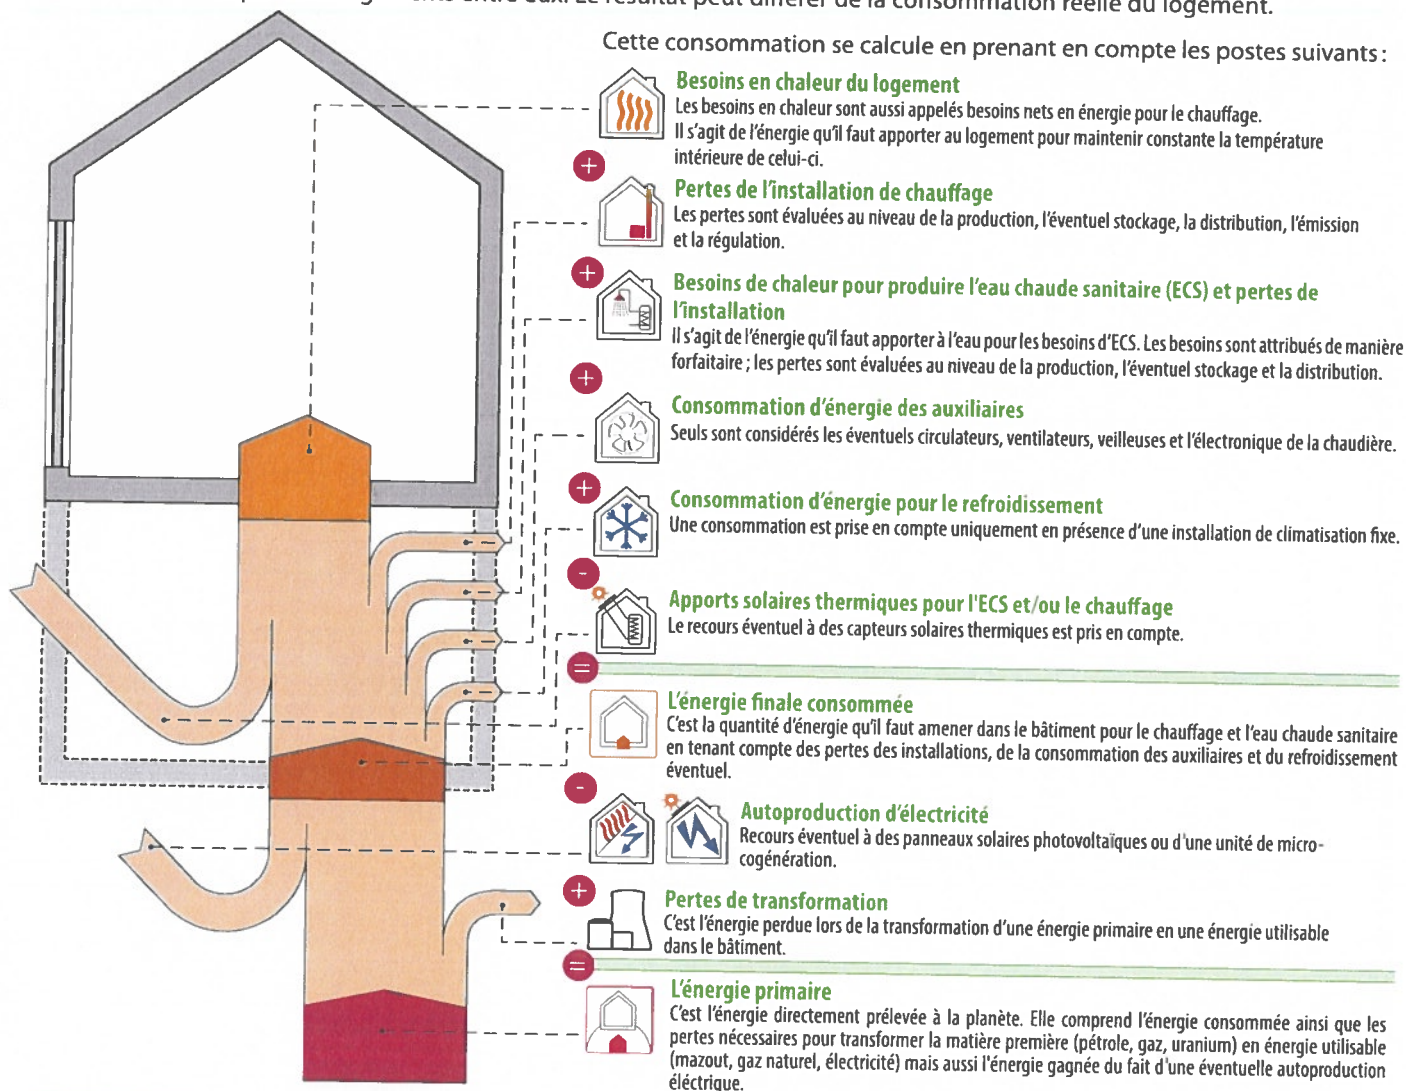 entre eux. Le résultat peut différer de la consommation réelle du logement.
Cette consommation se calcule en prenant en compte les postes suivants :
Besoins en chaleur du logement
Les besoins en chaleur sont aussi appelés besoins nets en énergie pour le chauffage.
Il s'agit de l'énergie qu'il faut apporter au logement pour maintenir constante la température
intérieure de celui-ci.
+
Pertes de l'installation de chauffage
Les pertes sont évaluées au niveau de la production, l'éventuel stockage, la distribution, l'émission
et la régulation.
+
Besoins de chaleur pour produire l'eau chaude sanitaire (ECS) et pertes de
l'installation
Il s'agit de l'énergie qu'il faut apporter à l'eau pour les besoins d'ECS. Les besoins sont attribués de manière
forfaitaire ; les pertes sont évaluées au niveau de la production, l'éventuel stockage et la distribution.
+
Consommation d'énergie des auxiliaires
Seuls sont considérés les éventuels circulateurs, ventilateurs, veilleuses et l'électronique de la chaudière.
+
Consommation d'énergie pour le refroidissement
Une consommation est prise en compte uniquement en présence d'une installation de climatisation fixe.
-
Apports solaires thermiques pour l'ECS et/ou le chauffage
Le recours éventuel à des capteurs solaires thermiques est pris en compte.
=
L'énergie finale consommée
C'est la quantité d'énergie qu'il faut amener dans le bâtiment pour le chauffage et l'eau chaude sanitaire
en tenant compte des pertes des installations, de la consommation des auxiliaires et du refroidissement
éventuel.
-
Autoproduction d'électricité
Recours éventuel à des panneaux solaires photovoltaïques ou d'une unité de micro-
cogénération.
+
Pertes de transformation
C'est l'énergie perdue lors de la transformation d'une énergie primaire en une énergie utilisable
dans le bâtiment.
=
L'énergie primaire
C'est l'énergie directement prélevée à la planète. Elle comprend l'énergie consommée ainsi que les
pertes nécessaires pour transformer la matière première (pétrole, gaz, uranium) en énergie utilisable
(mazout, gaz naturel, électricité) mais aussi l'énergie gagnée du fait d'une éventuelle autoproduction
éléctrique.